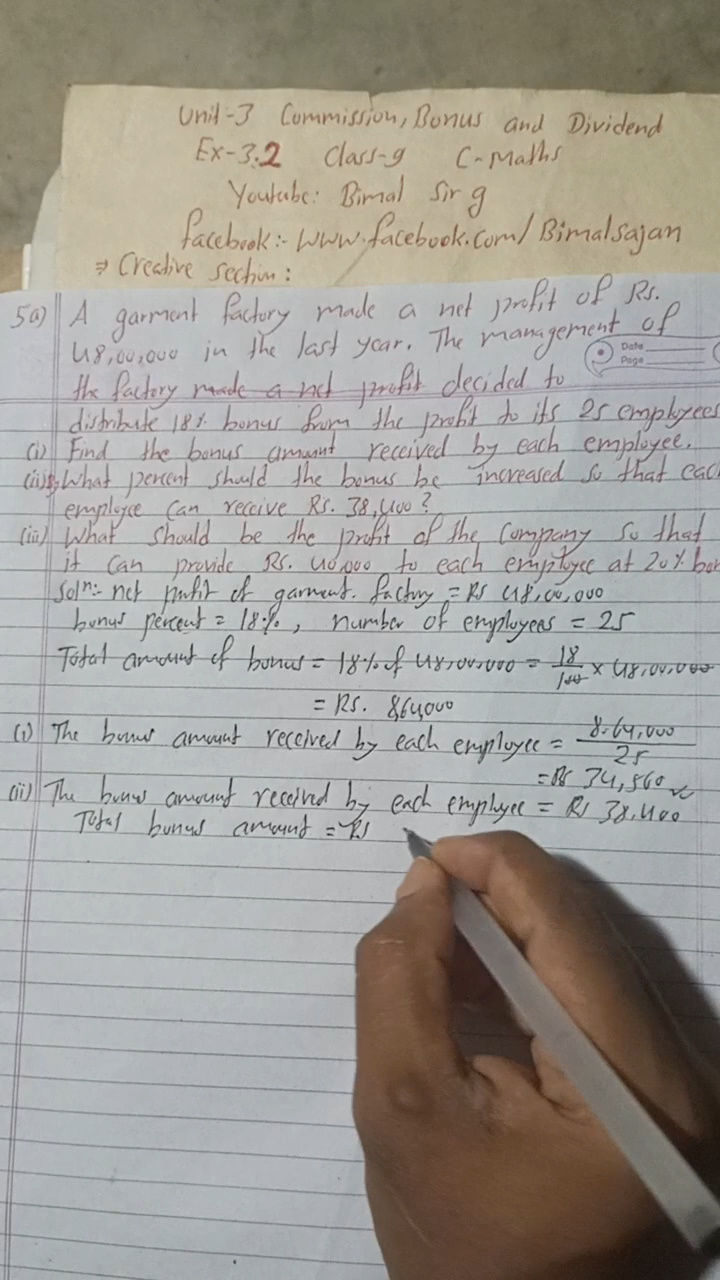 Unit-3 Commission, Bonus and Dividend
Ex-3.2 Class-9 C-Maths
Youtube: Bimal Sir g
facebook:- www.facebook.com/Bimalsajan
⇒ Creative section:
5a) A garment factory made a net profit of Rs.
48,00,000 in the last year. The management of
Date
Page
the factory made a net profit decided to
distribute 18% bonus from the profit to its 25 employees
(i) Find the bonus amount received by each employee.
(ii) What percent should the bonus be increased so that eac
employee can receive Rs. 38,400?
(iii) What should be the profit of the company so that
it can provide Rs. 40,000 to each employee at 20% bon
Soln:- net profit of garment. factory = Rs 48,00,000
bonus percent = 18%, number of employees = 25
Total amount of bonus = 18% of 48,00,000 = 18/100 × 48,00,000
= Rs. 864,000
(i) The bonus amount received by each employee = 8,64,000/25
= Rs 34,560
(ii) The bonus amount received by each employee = Rs 38,400
Total bonus amount = Rs